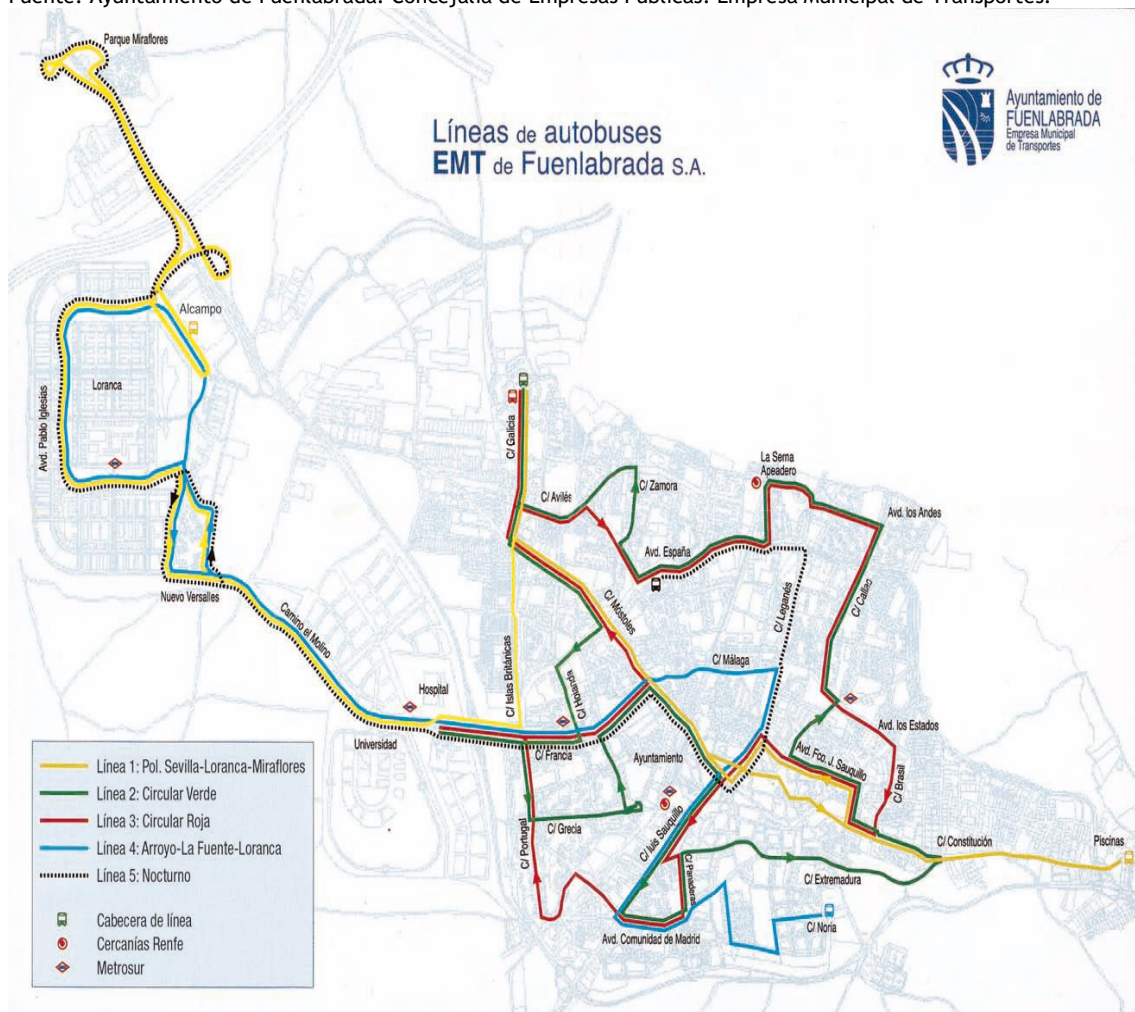 Fuente: Ayuntamiento de Fuenlabrada. Concejalía de Empresas Públicas. Empresa Municipal de Transportes.
Parque Miraflores
Líneas de autobuses
EMT de Fuenlabrada S.A.
Ayuntamiento de
FUENLABRADA
Empresa Municipal
de Transportes
Alcampo
Loranca
Avd. Pablo Iglesias
Nuevo Versalles
Camino el Molino
Hospital
Universidad
C/ Galicia
C/ Avilés
C/ Zamora
La Serna
Apeadero
Avd. los Andes
Avd. España
C/ Leganés
C/ Callao
C/ Móstoles
C/ Islas Británicas
C/ Holanda
C/ Málaga
C/ Francia
Ayuntamiento
Avd. los Estados
Avd. Fco. J. Sauquillo
C/ Brasil
C/ Grecia
C/ Portugal
C/ luis Sauquillo
C/ Constitución
Piscinas
C/ Panaderas
C/ Extremadura
C/ Noria
Avd. Comunidad de Madrid
Línea 1: Pol. Sevilla-Loranca-Miraflores
Línea 2: Circular Verde
Línea 3: Circular Roja
Línea 4: Arroyo-La Fuente-Loranca
Línea 5: Nocturno
Cabecera de línea
Cercanías Renfe
Metrosur